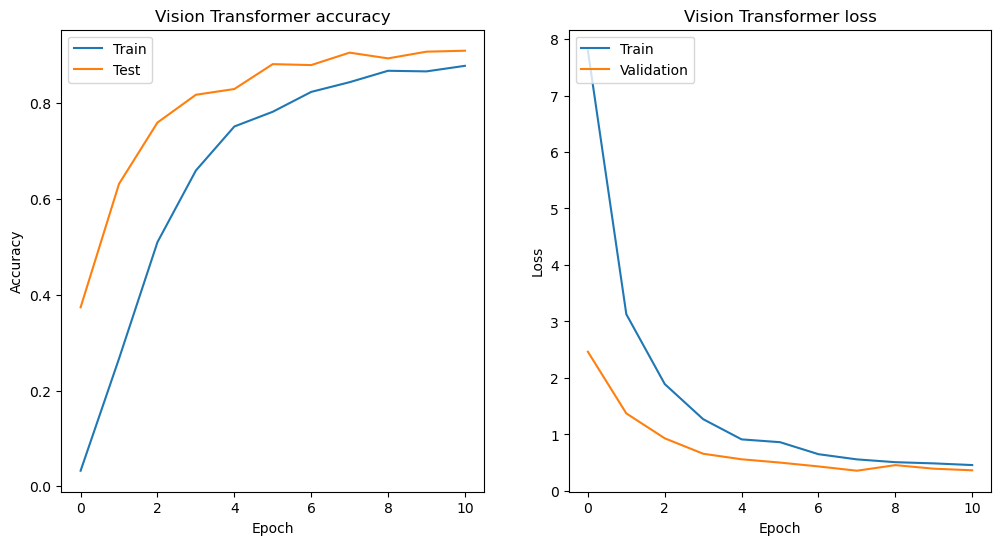 Vision Transformer accuracy
Train
Test
0.8
0.6
0.4
0.2
0.0
Accuracy
0 2 4 6 8 10
Epoch
Vision Transformer loss
Train
Validation
8
7
6
5
4
3
2
1
0
Loss
0 2 4 6 8 10
Epoch